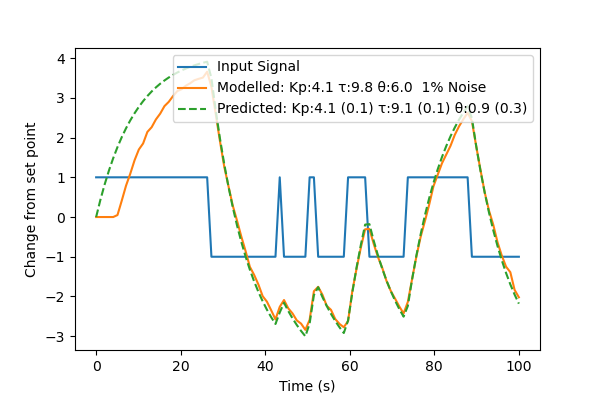 Input Signal
Modelled: Kp:4.1 τ:9.8 θ:6.0  1% Noise
Predicted: Kp:4.1 (0.1) τ:9.1 (0.1) θ:0.9 (0.3)
Change from set point
4
3
2
1
0
−1
−2
−3
0 20 40 60 80 100
Time (s)